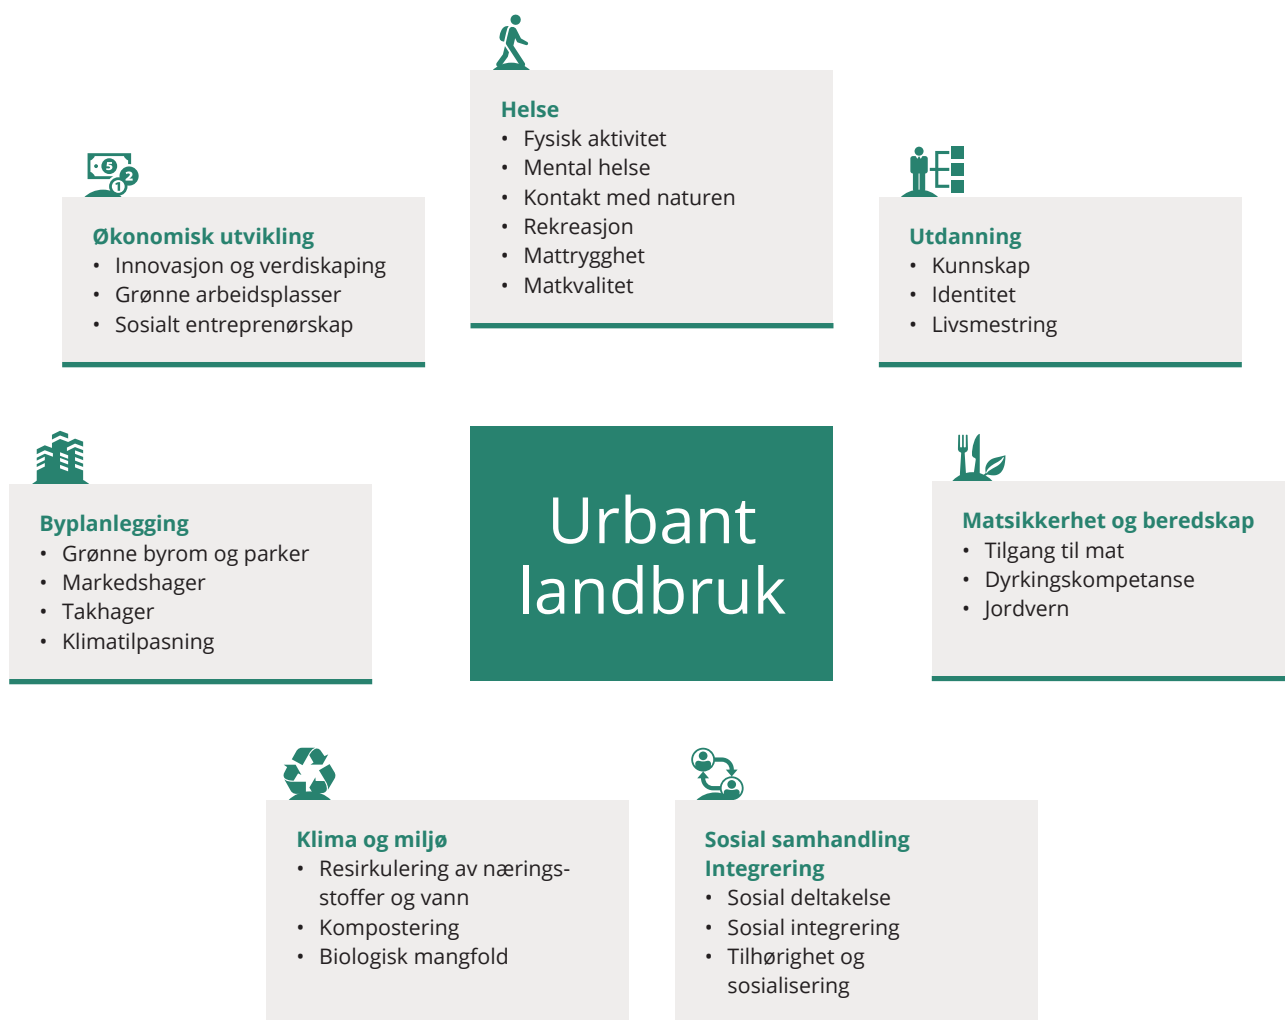 Helse
• Fysisk aktivitet
• Mental helse
• Kontakt med naturen
• Rekreasjon
• Mattrygghet
• Matkvalitet
5
2
1
Økonomisk utvikling
• Innovasjon og verdiskaping
• Grønne arbeidsplasser
• Sosialt entreprenørskap
Utdanning
• Kunnskap
• Identitet
• Livsmestring
Byplanlegging
• Grønne byrom og parker
• Markedshager
• Takhager
• Klimatilpasning
Urbant
landbruk
Matsikkerhet og beredskap
• Tilgang til mat
• Dyrkingskompetanse
• Jordvern
Klima og miljø
• Resirkulering av nærings-
stoffer og vann
• Kompostering
• Biologisk mangfold
Sosial samhandling
Integrering
• Sosial deltakelse
• Sosial integrering
• Tilhørighet og
sosialisering